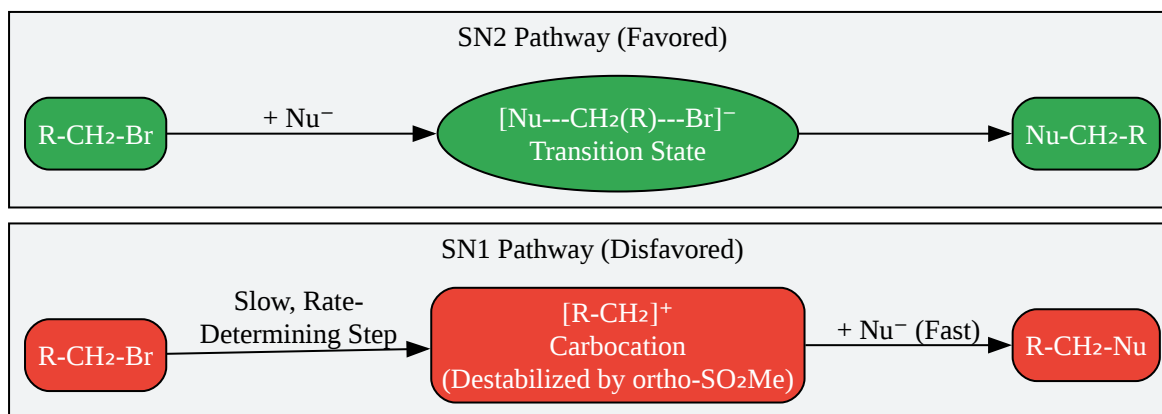 SN2 Pathway (Favored)
R-CH₂-Br
+ Nu⁻
[Nu---CH₂(R)---Br]⁻
Transition State
Nu-CH₂-R
SN1 Pathway (Disfavored)
R-CH₂-Br
Slow, Rate-
Determining Step
[R-CH₂]⁺
Carbocation
(Destabilized by ortho-SO₂Me)
+ Nu⁻ (Fast)
R-CH₂-Nu